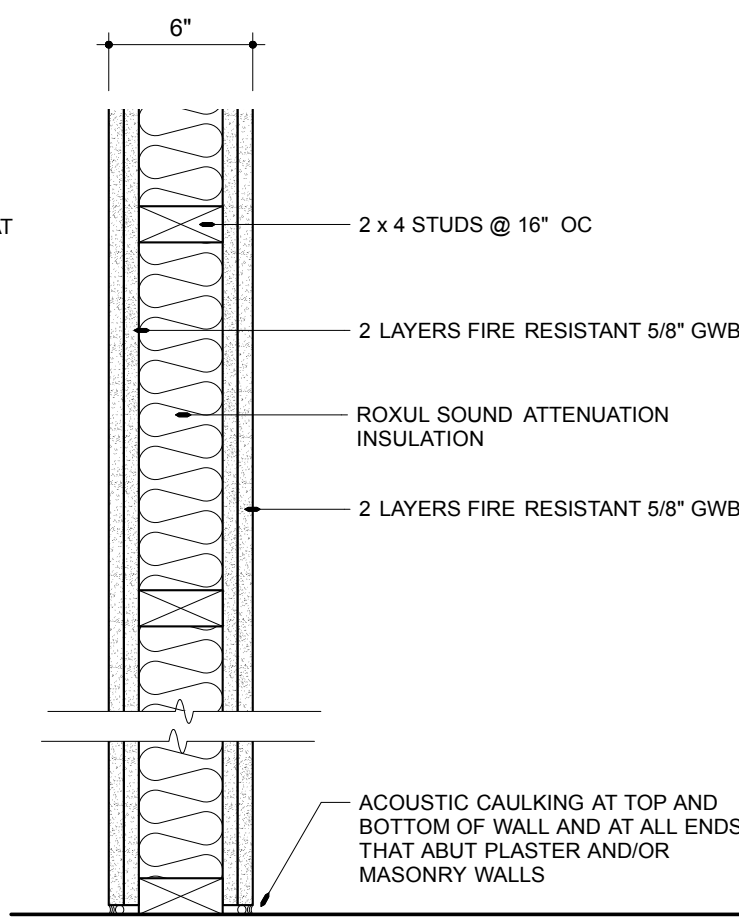 6"
AT
2 x 4 STUDS @ 16" OC
2 LAYERS FIRE RESISTANT 5/8" GWB
ROXUL SOUND ATTENUATION
INSULATION
2 LAYERS FIRE RESISTANT 5/8" GWB
ACOUSTIC CAULKING AT TOP AND
BOTTOM OF WALL AND AT ALL ENDS
THAT ABUT PLASTER AND/OR
MASONRY WALLS